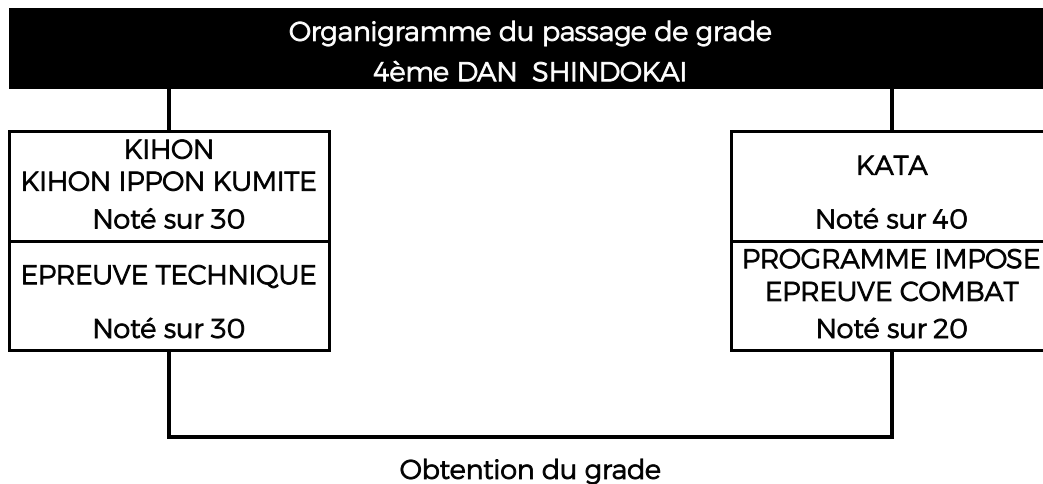 Organigramme du passage de grade
4ème DAN SHINDOKAI
KIHON
KIHON IPPON KUMITE
Noté sur 30
EPREUVE TECHNIQUE
Noté sur 30
KATA
Noté sur 40
PROGRAMME IMPOSE
EPREUVE COMBAT
Noté sur 20
Obtention du grade